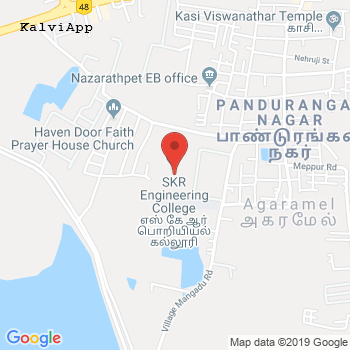 48
KalviApp
Kasi Viswanathar Temple
காசி
Nehruji St
Nazarathpet EB office
PANDURANGA
NAGAR
பாண்டுரங்க
நகர்
Haven Door Faith
Prayer House Church
Meppur Rd
SKR
Engineering
College
எஸ் கே ஆர்
பொறியியல்
கல்லூரி
Agaramel
அகரமேல்
Village Mangadu Rd
Google
Map data ©2019 Google